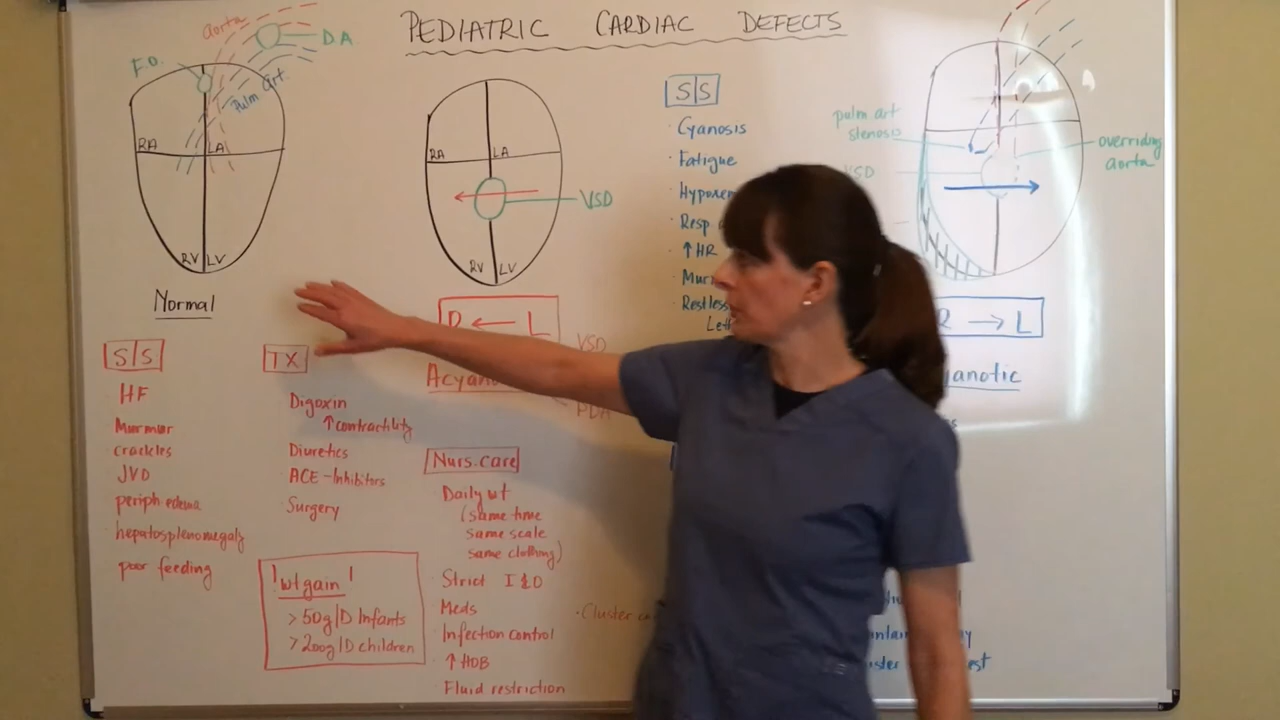 PEDIATRIC CARDIAC DEFECTS
aorta
D.A.
F.O.
Pulm Art.
RA
LA
RV
LV
Normal
RA
LA
VSD
RV
LV
R ← L
VSD
PDA
S/S
Cyanosis
Fatigue
Resp
↑HR
pulm art
stenosis
overriding
aorta
VSD
R → L
S/S
HF
Murmur
crackles
JVD
periph edema
hepatosplenomegaly
poor feeding
TX
Digoxin
↑contractility
Diuretics
ACE-Inhibitors
Surgery
! wt gain !
> 50g/D Infants
> 200g/D children
Nurs. care
Daily wt
(same time
same scale
same clothing)
Strict I&O
Meds
Infection control
↑HOB
Fluid restriction
· Cluster